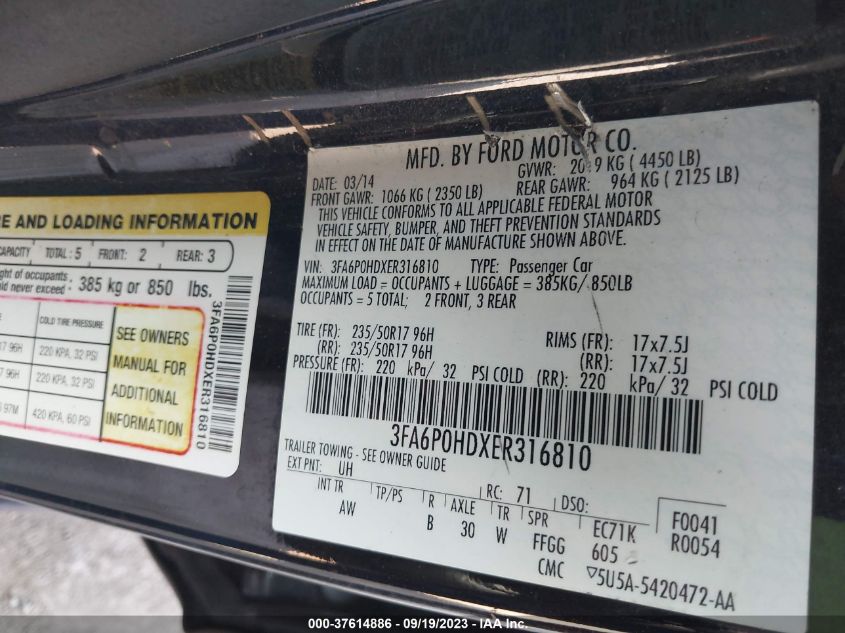 RE AND LOADING INFORMATION
CAPACITY TOTAL: 5 FRONT: 2 REAR: 3
of occupants
never exceed : 385 kg or 850 lbs.
COLD TIRE PRESSURE
96H 220 KPA, 32 PSI
96H 220 KPA, 32 PSI
97M 420 KPA, 60 PSI
SEE OWNERS
MANUAL FOR
ADDITIONAL
INFORMATION
3FA6P0HDXER316810
MFD. BY FORD MOTOR CO.
DATE: 03/14 GVWR: KG ( 4450 LB)
FRONT GAWR: 1066 KG ( 2350 LB) REAR GAWR: 964 KG ( 2125 LB)
THIS VEHICLE CONFORMS TO ALL APPLICABLE FEDERAL MOTOR
VEHICLE SAFETY, BUMPER, AND THEFT PREVENTION STANDARDS
IN EFFECT ON THE DATE OF MANUFACTURE SHOWN ABOVE.
VIN: 3FA6P0HDXER316810 TYPE: Passenger Car
MAXIMUM LOAD = OCCUPANTS + LUGGAGE = 385KG/ 850LB
OCCUPANTS = 5 TOTAL; 2 FRONT, 3 REAR
TIRE (FR): 235/50R17 96H RIMS (FR): 17x7.5J
(RR): 235/50R17 96H (RR): 17x7.5J
PRESSURE (FR): 220 kPa/ 32 PSI COLD (RR): 220 kPa/ 32 PSI COLD
3FA6P0HDXER316810
TRAILER TOWING - SEE OWNER GUIDE
EXT PNT: UH RC: 71 DSO:
INT TR TP/PS R AXLE TR SPR EC71K F0041
AW B 30 W FFGG 605 R0054
CMC ▽5U5A-5420472-AA
000-37614886 - 09/19/2023 - IAA Inc.